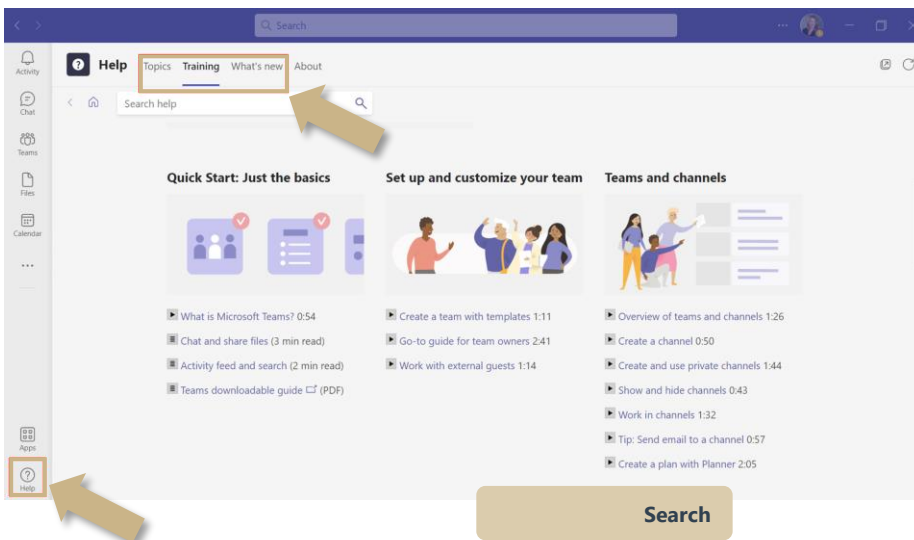 Search
Activity
Chat
Teams
Files
Calendar
Apps
Help
Help Topics Training What's new About
Search help
Quick Start: Just the basics
What is Microsoft Teams? 0:54
Chat and share files (3 min read)
Activity feed and search (2 min read)
Teams downloadable guide (PDF)
Set up and customize your team
Create a team with templates 1:11
Go-to guide for team owners 2:41
Work with external guests 1:14
Teams and channels
Overview of teams and channels 1:26
Create a channel 0:50
Create and use private channels 1:44
Show and hide channels 0:43
Work in channels 1:32
Tip: Send email to a channel 0:57
Create a plan with Planner 2:05
Search